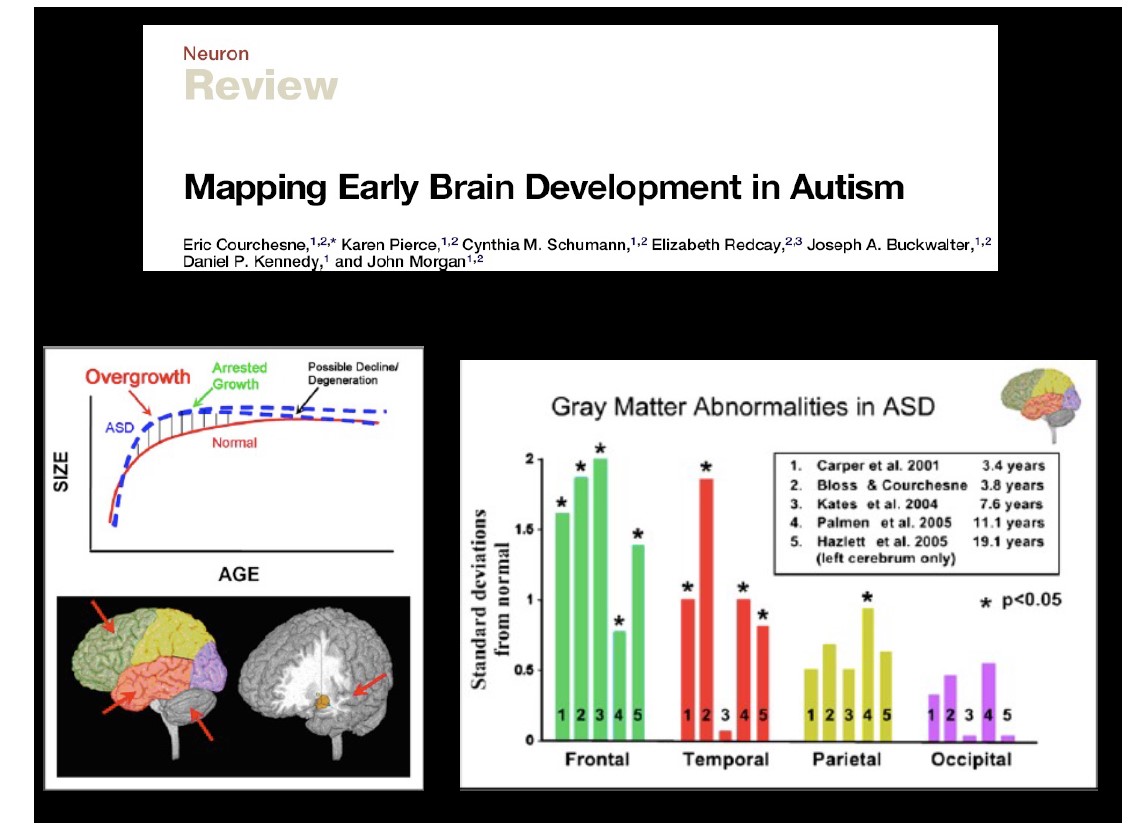 Neuron
Review
Mapping Early Brain Development in Autism
Eric Courchesne,1,2,* Karen Pierce,1,2 Cynthia M. Schumann,1,2 Elizabeth Redcay,2,3 Joseph A. Buckwalter,1,2
Daniel P. Kennedy,1 and John Morgan1,2
Overgrowth
Arrested
Growth
Possible Decline/
Degeneration
ASD
Normal
SIZE
AGE
Gray Matter Abnormalities in ASD
1. Carper et al. 2001 3.4 years
2. Bloss & Courchesne 3.8 years
3. Kates et al. 2004 7.6 years
4. Palmen et al. 2005 11.1 years
5. Hazlett et al. 2005 19.1 years
(left cerebrum only)
* p<0.05
Standard deviations
from normal
2
1.5
1
0.5
0
* * * * *
* * * *
*
1 2 3 4 5
1 2 3 4 5
1 2 3 4 5
1 2 3 4 5
Frontal Temporal Parietal Occipital